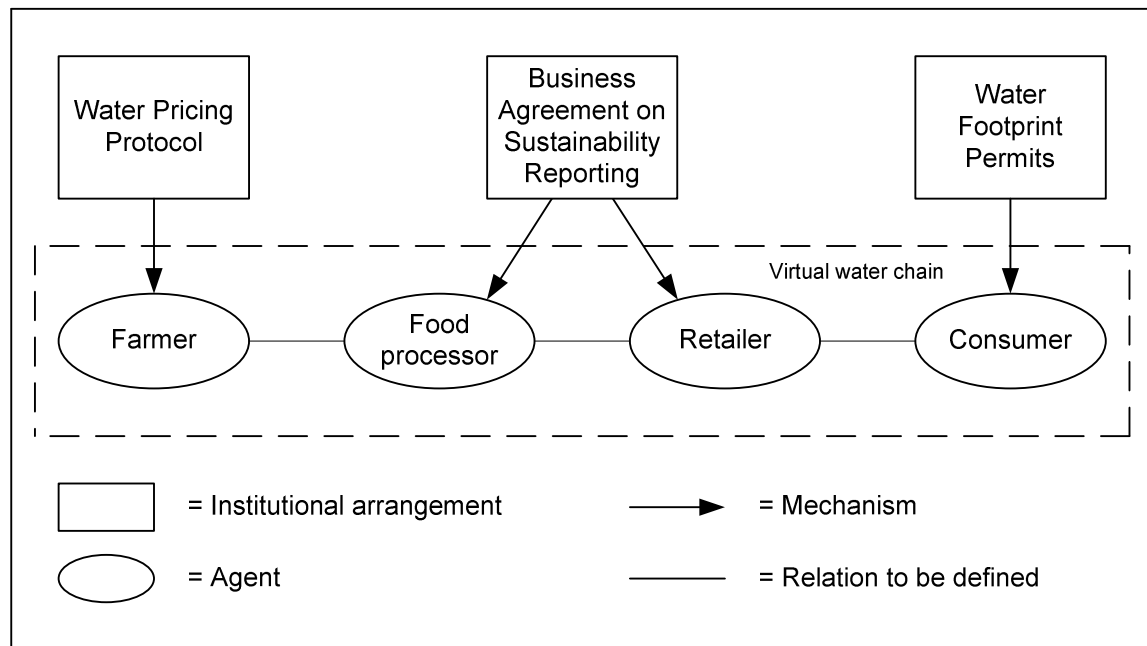 Water Pricing
Protocol
Business
Agreement on
Sustainability
Reporting
Water
Footprint
Permits
Virtual water chain
Farmer
Food
processor
Retailer
Consumer
= Institutional arrangement
= Mechanism
= Agent
= Relation to be defined